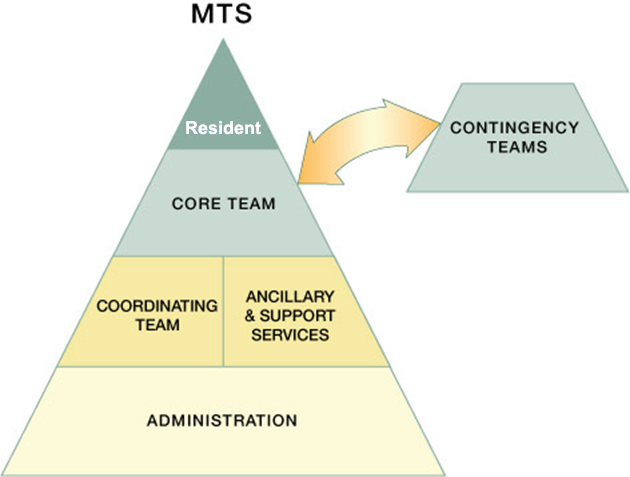 MTS
Resident
CORE TEAM
CONTINGENCY
TEAMS
COORDINATING
TEAM
ANCILLARY
& SUPPORT
SERVICES
ADMINISTRATION